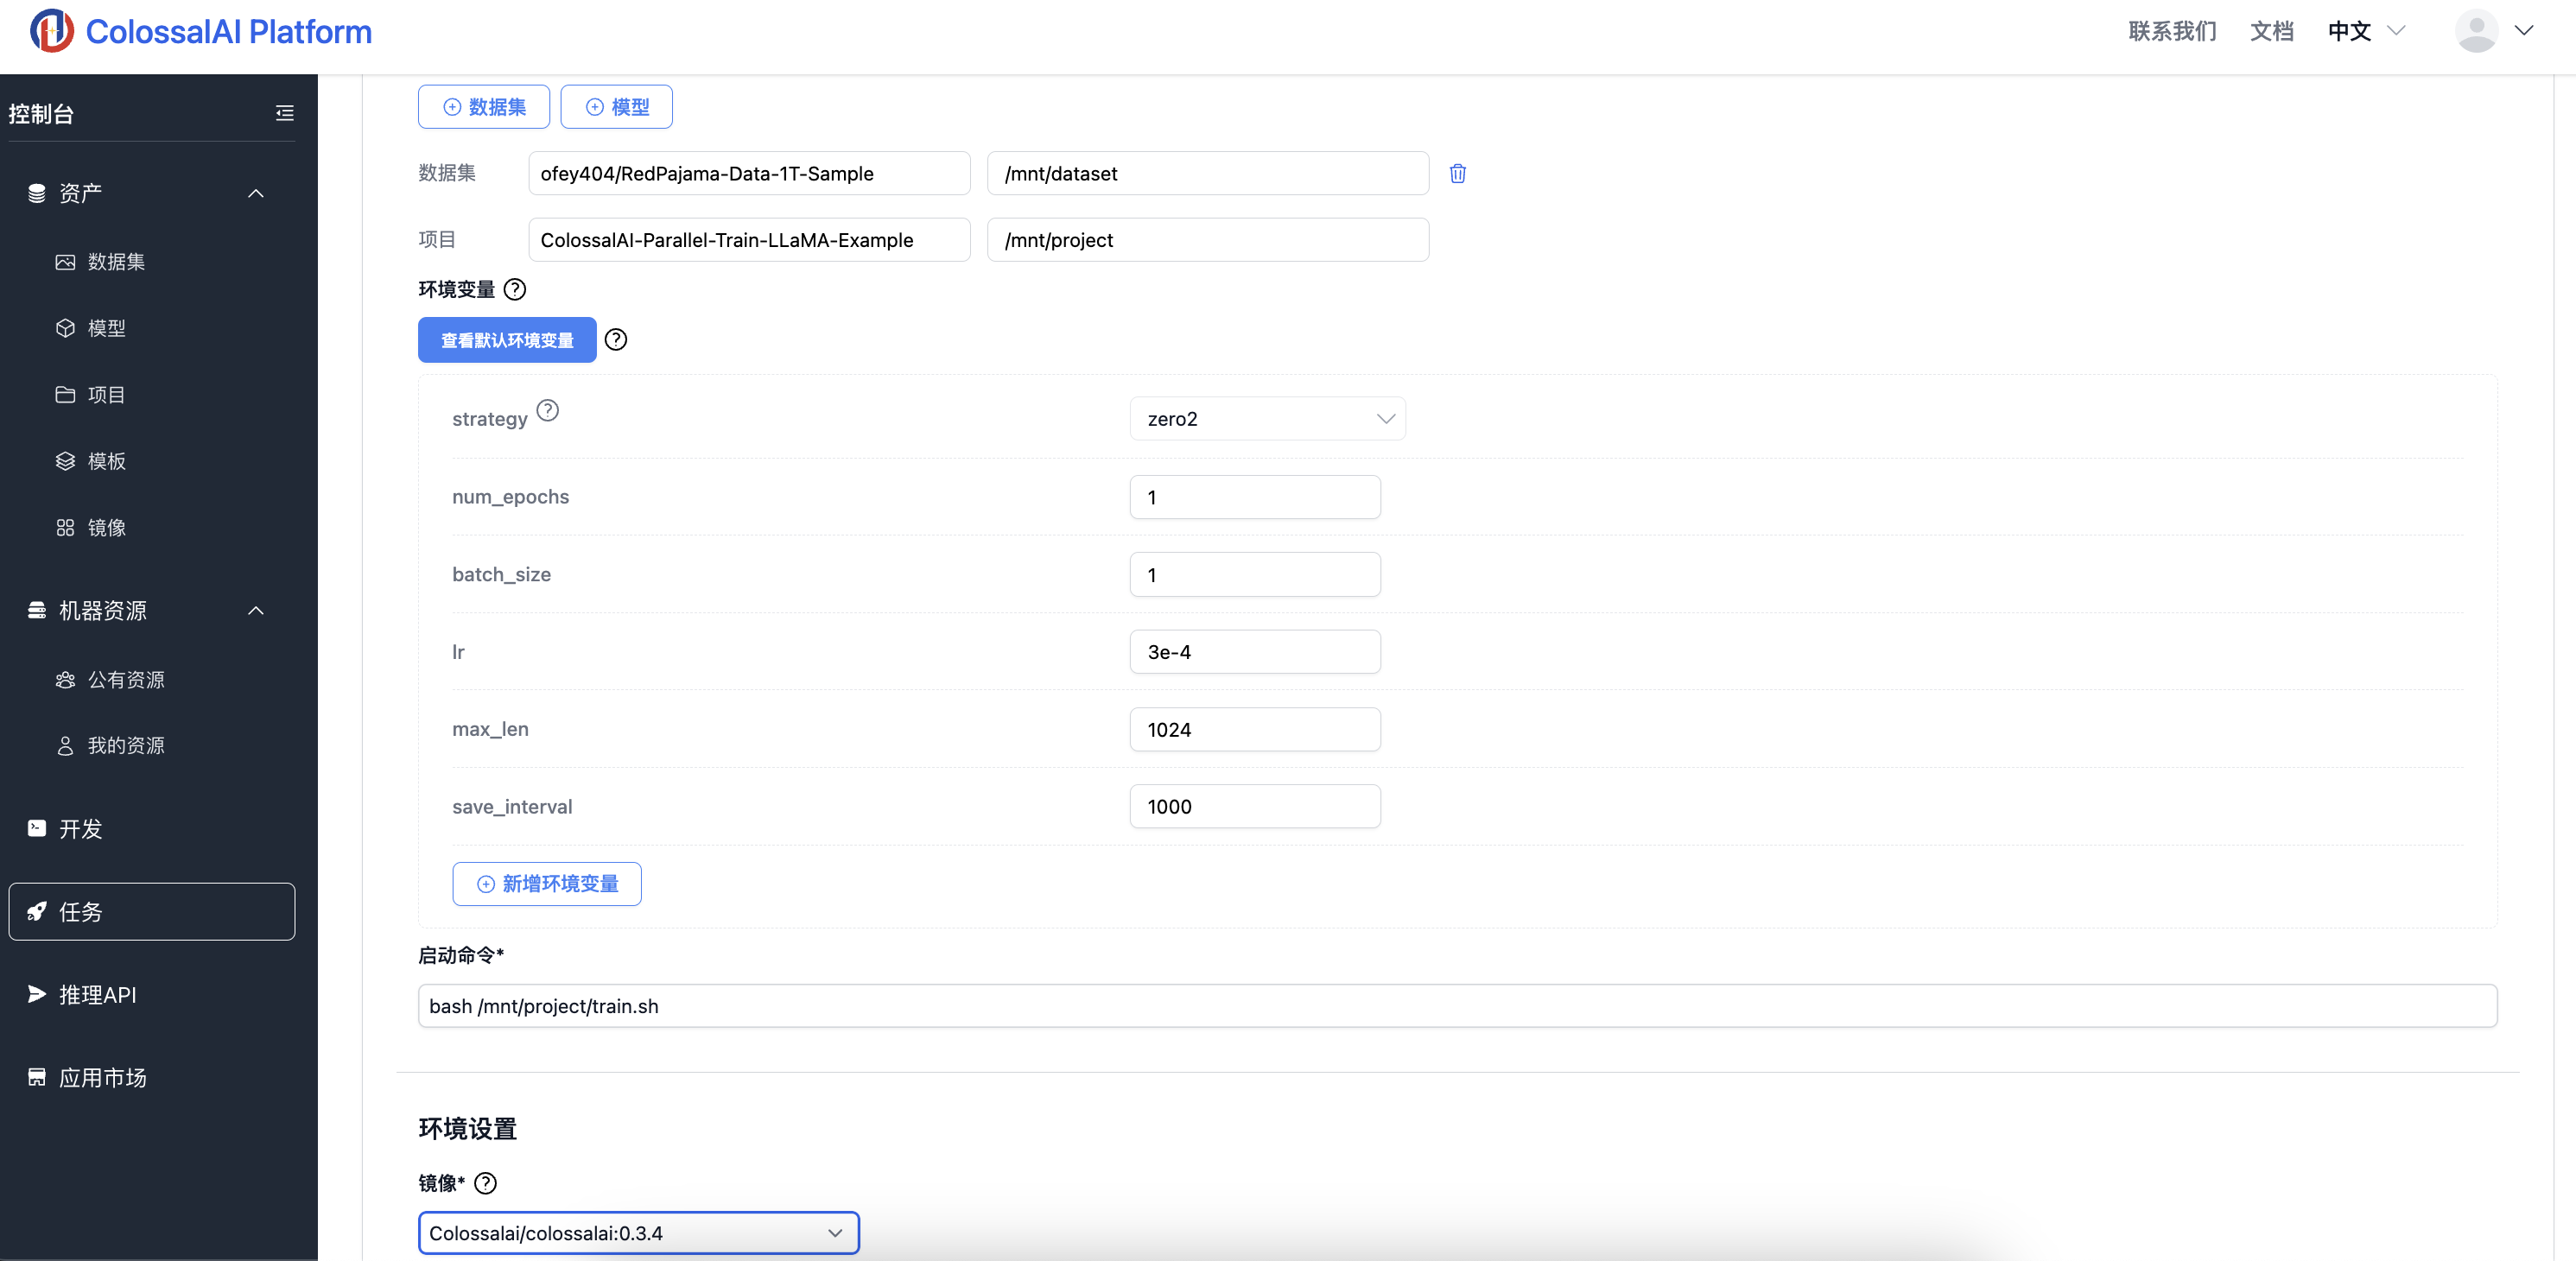 ColossalAI Platform
联系我们 文档 中文
控制台
资产
数据集
模型
项目
模板
镜像
机器资源
公有资源
我的资源
开发
任务
推理API
应用市场
数据集 模型
数据集 ofey404/RedPajama-Data-1T-Sample /mnt/dataset
项目 ColossalAI-Parallel-Train-LLaMA-Example /mnt/project
环境变量 ?
查看默认环境变量 ?
strategy ? zero2
num_epochs 1
batch_size 1
lr 3e-4
max_len 1024
save_interval 1000
新增环境变量
启动命令*
bash /mnt/project/train.sh
环境设置
镜像* ?
Colossalai/colossalai:0.3.4